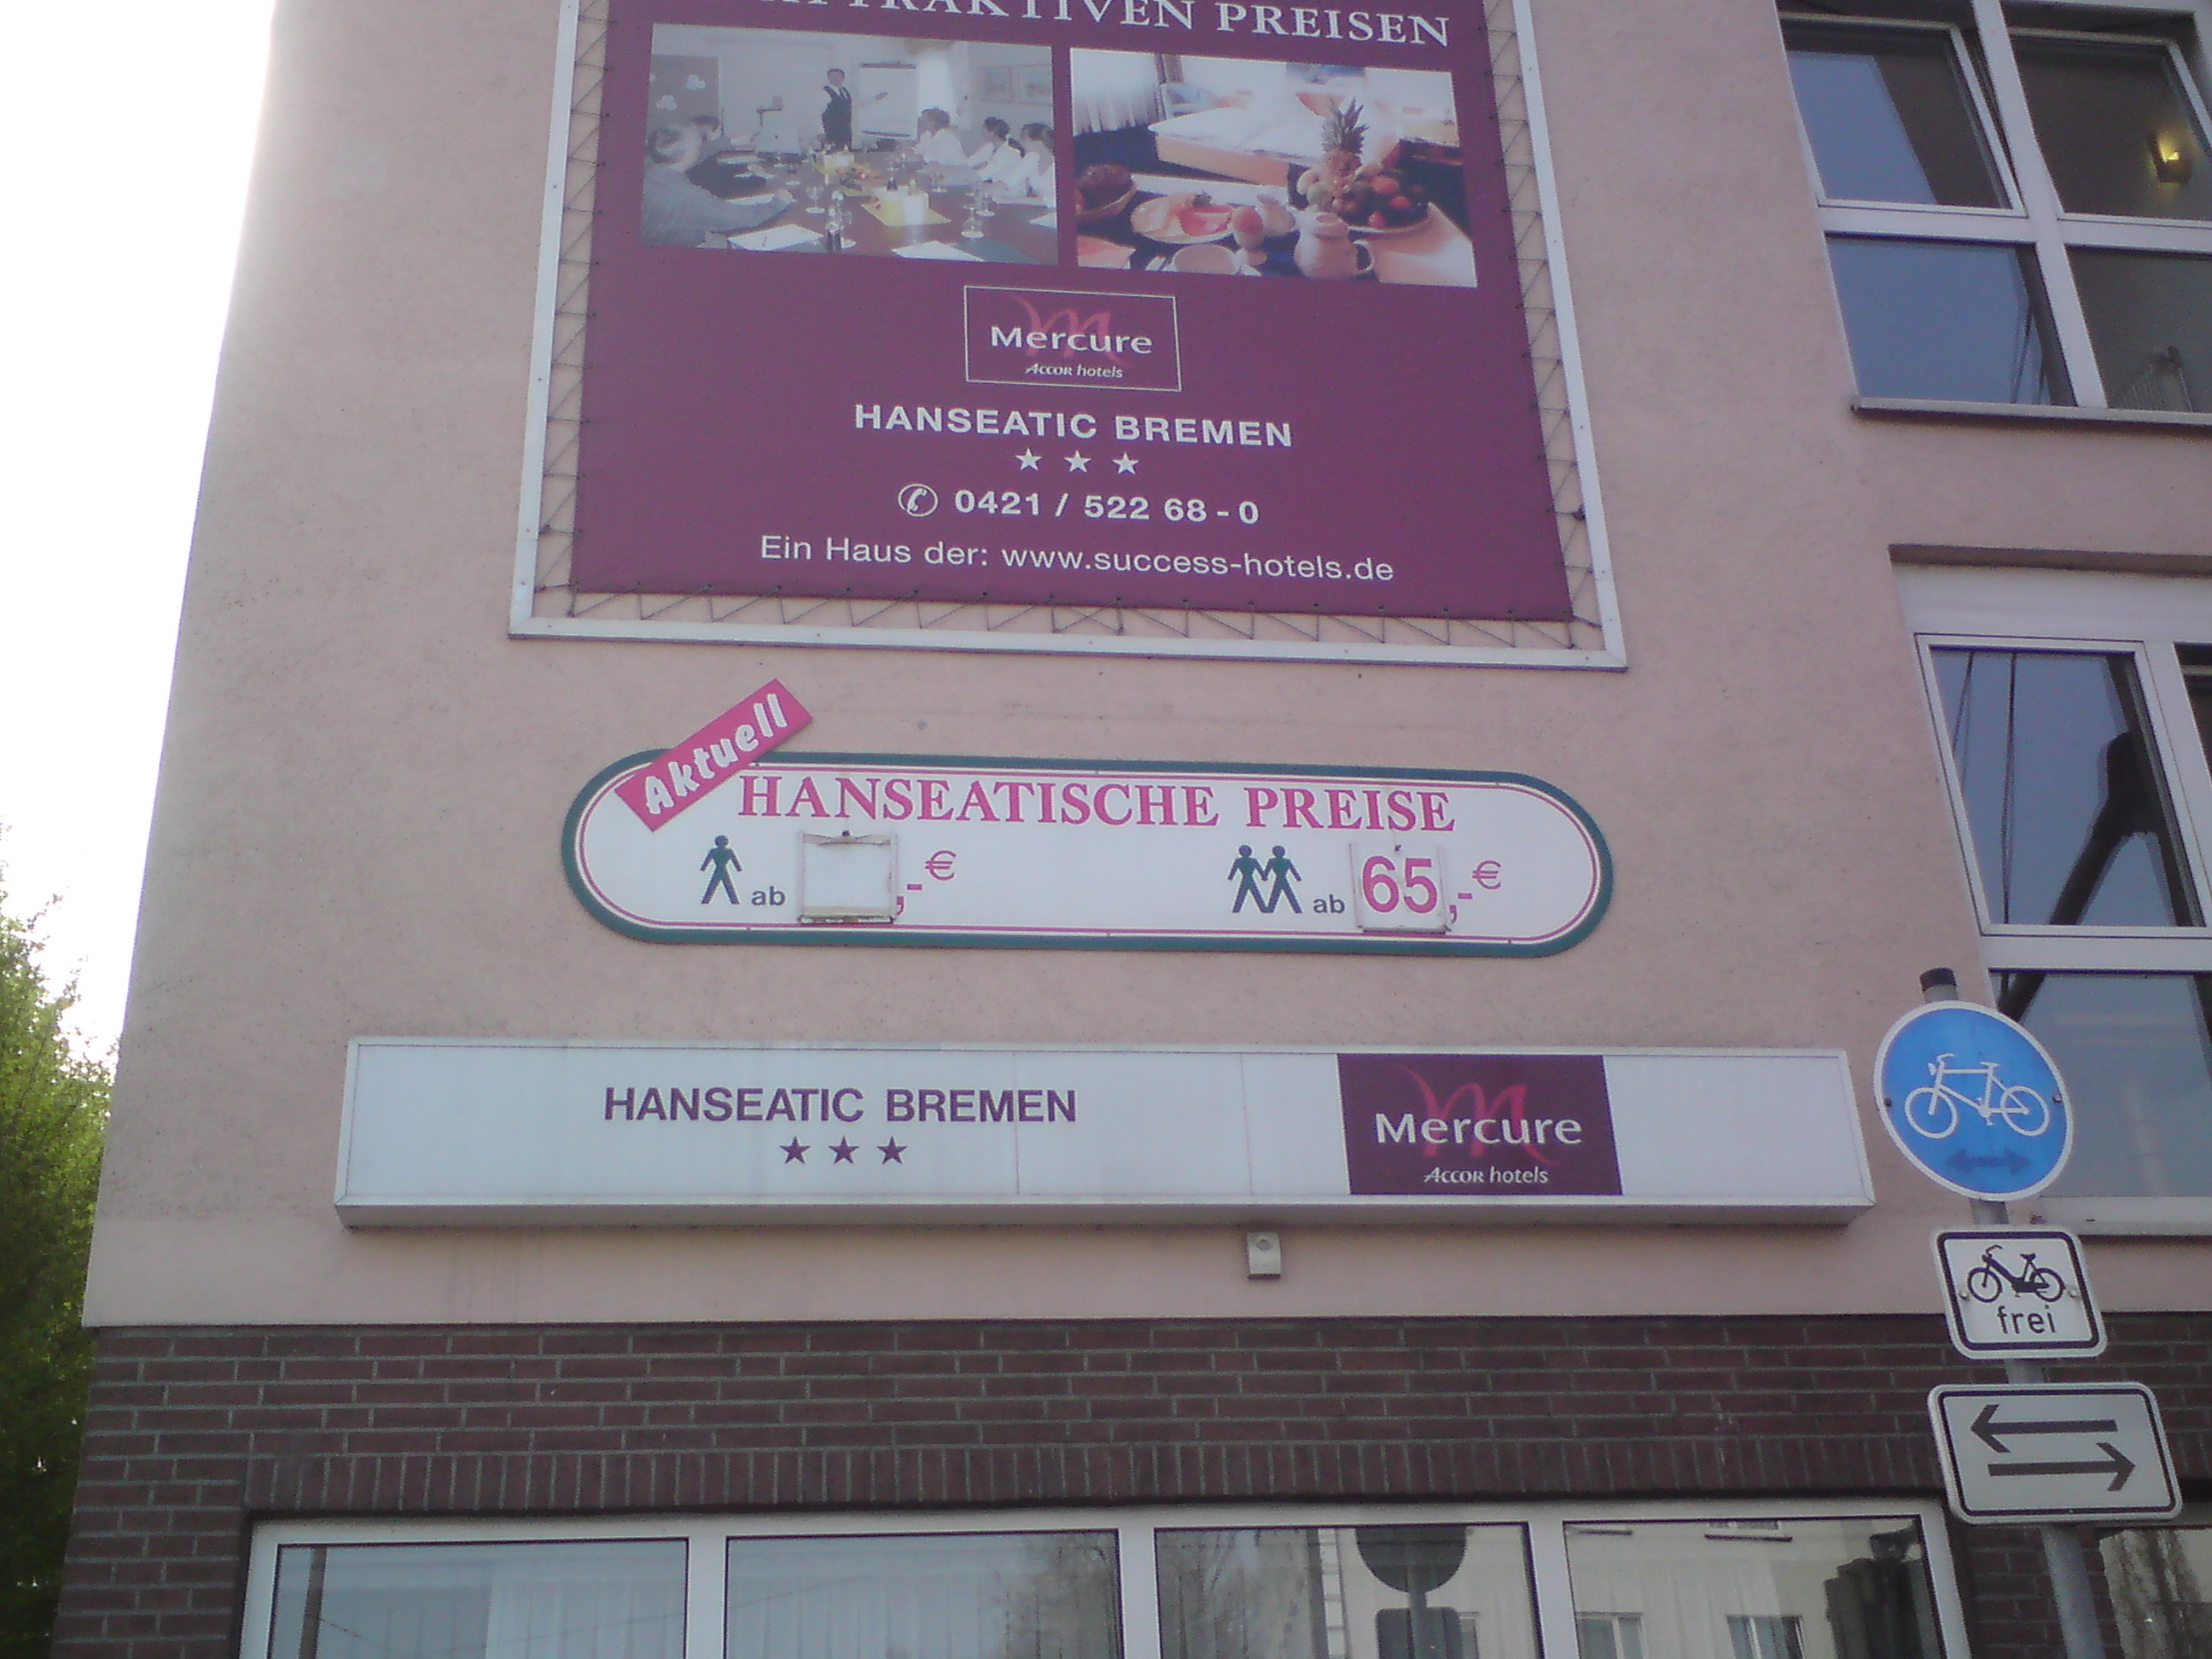 ATTRAKTIVEN PREISEN
Mercure
ACCOR hotels
HANSEATIC BREMEN
0421 / 522 68 - 0
Ein Haus der: www.success-hotels.de
Aktuell
HANSEATISCHE PREISE
ab ,-€
ab 65,-€
HANSEATIC BREMEN
Mercure
ACCOR hotels
frei